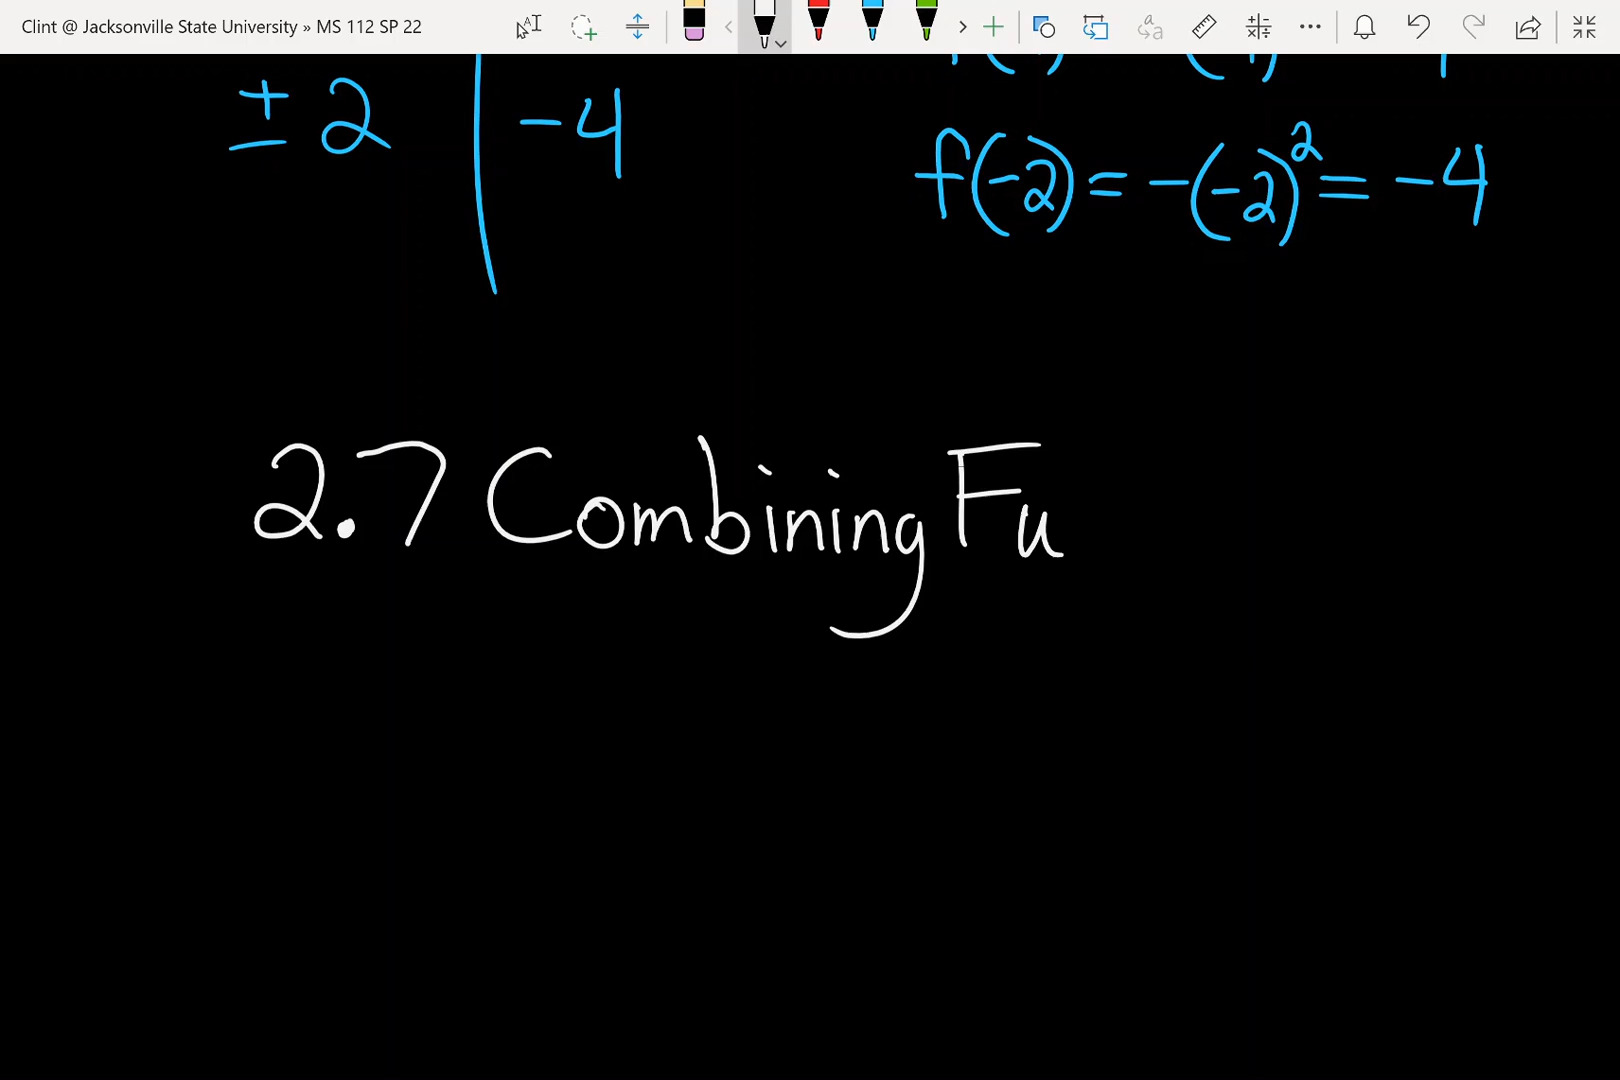 Clint @ Jacksonville State University » MS 112 SP 22
± 2 | -4
f(-2) = -(-2)² = -4
2.7 Combining Fu